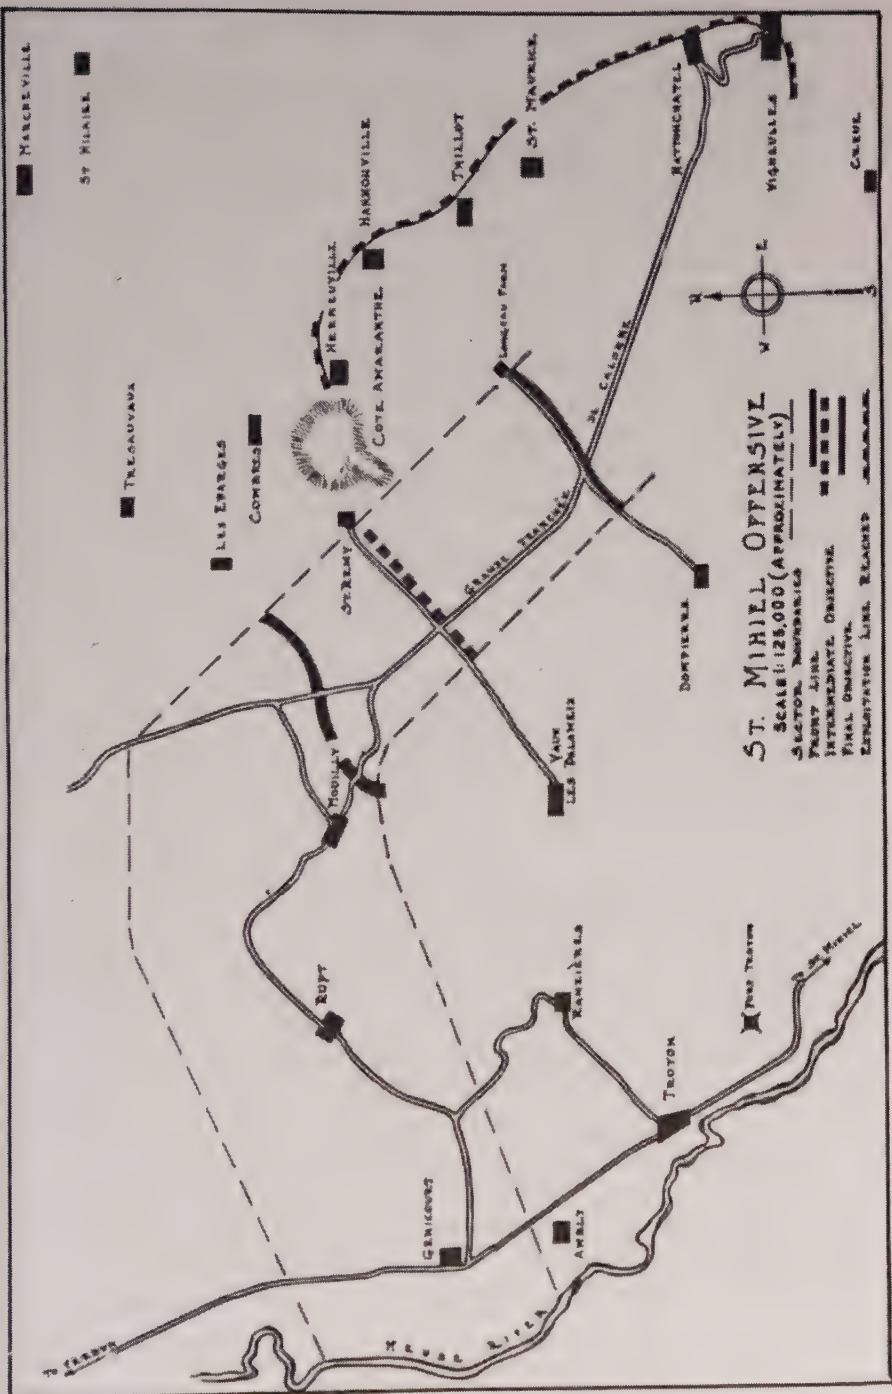 MARCHEVILLE
ST HILAIRE
TRESAUVAUX
LES EPARGES
COMBRES
HERBEUVILLE
HANNONVILLE
THILLOT
ST. MAURICE
HATTONCHATEL
VIGNEULLES
CREUE
COTE AMARANTHE
ST REMY
LONGEAU FARM
GRANDE TRANCHÉE
DE CALONNE
MOUILLY
RUPT
VAUX
LES PALAMEIX
DOMPIERRE
RANZIÈRES
GENICOURT
TO VERDUN
AMBLY
TROYON
FORT TROYON
MEUSE RIVER
N
W
E
S
ST. MIHIEL OFFENSIVE
SCALE 1:125,000 (APPROXIMATELY)
SECTOR BOUNDARIES
FRONT LINE
INTERMEDIATE OBJECTIVE
FINAL OBJECTIVE
EXPLOITATION LINE REACHED